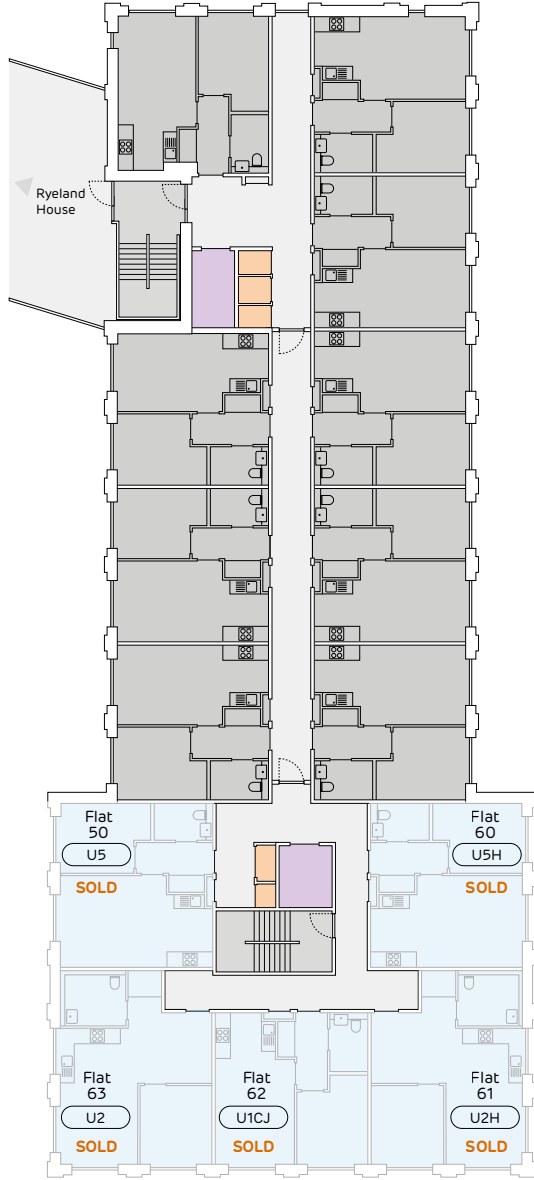 Ryeland
House
Flat
50
U5
SOLD
Flat
60
U5H
SOLD
Flat
63
U2
SOLD
Flat
62
U1CJ
SOLD
Flat
61
U2H
SOLD